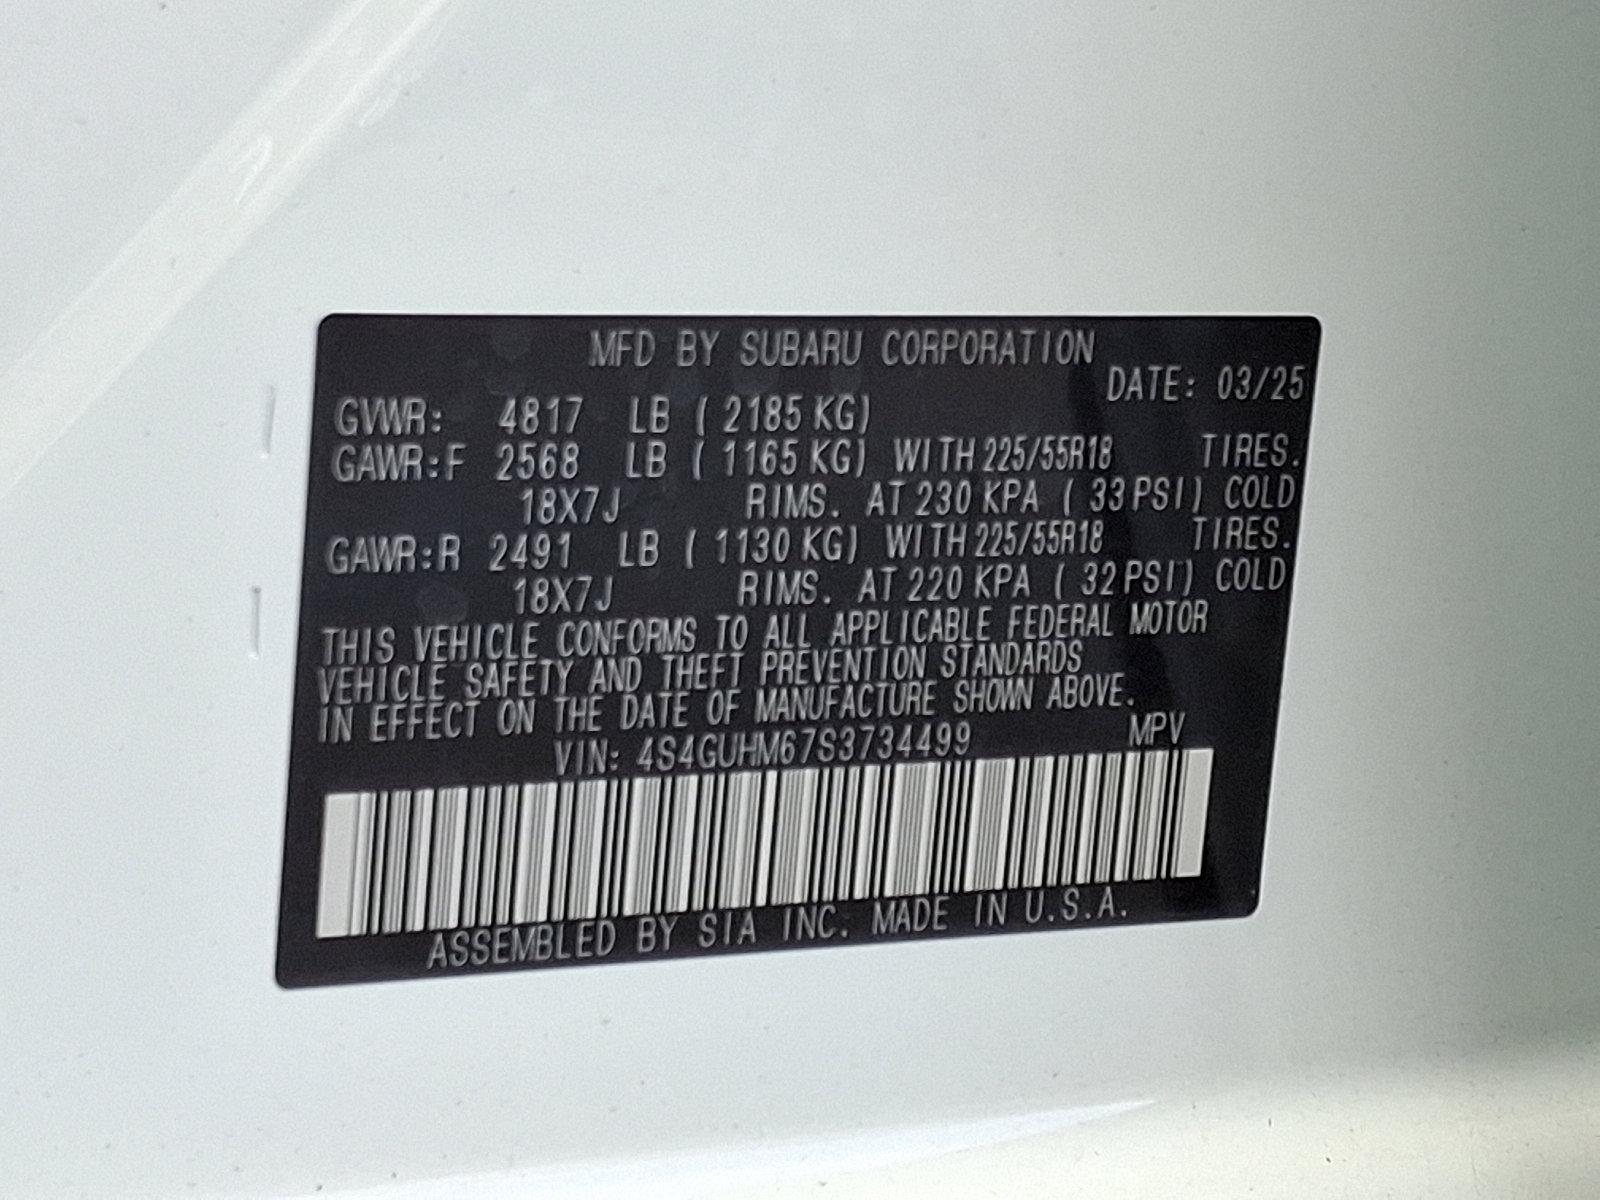 MFD BY SUBARU CORPORATION
DATE: 03/25
GVWR: 4817 LB ( 2185 KG)
GAWR:F 2568 LB ( 1165 KG) WITH 225/55R18 TIRES.
18X7J RIMS. AT 230 KPA ( 33 PSI) COLD
GAWR:R 2491 LB ( 1130 KG) WITH 225/55R18 TIRES.
18X7J RIMS. AT 220 KPA ( 32 PSI) COLD
THIS VEHICLE CONFORMS TO ALL APPLICABLE FEDERAL MOTOR
VEHICLE SAFETY AND THEFT PREVENTION STANDARDS
IN EFFECT ON THE DATE OF MANUFACTURE SHOWN ABOVE.
VIN: 4S4GUHM67S3734499 MPV
ASSEMBLED BY SIA INC. MADE IN U.S.A.